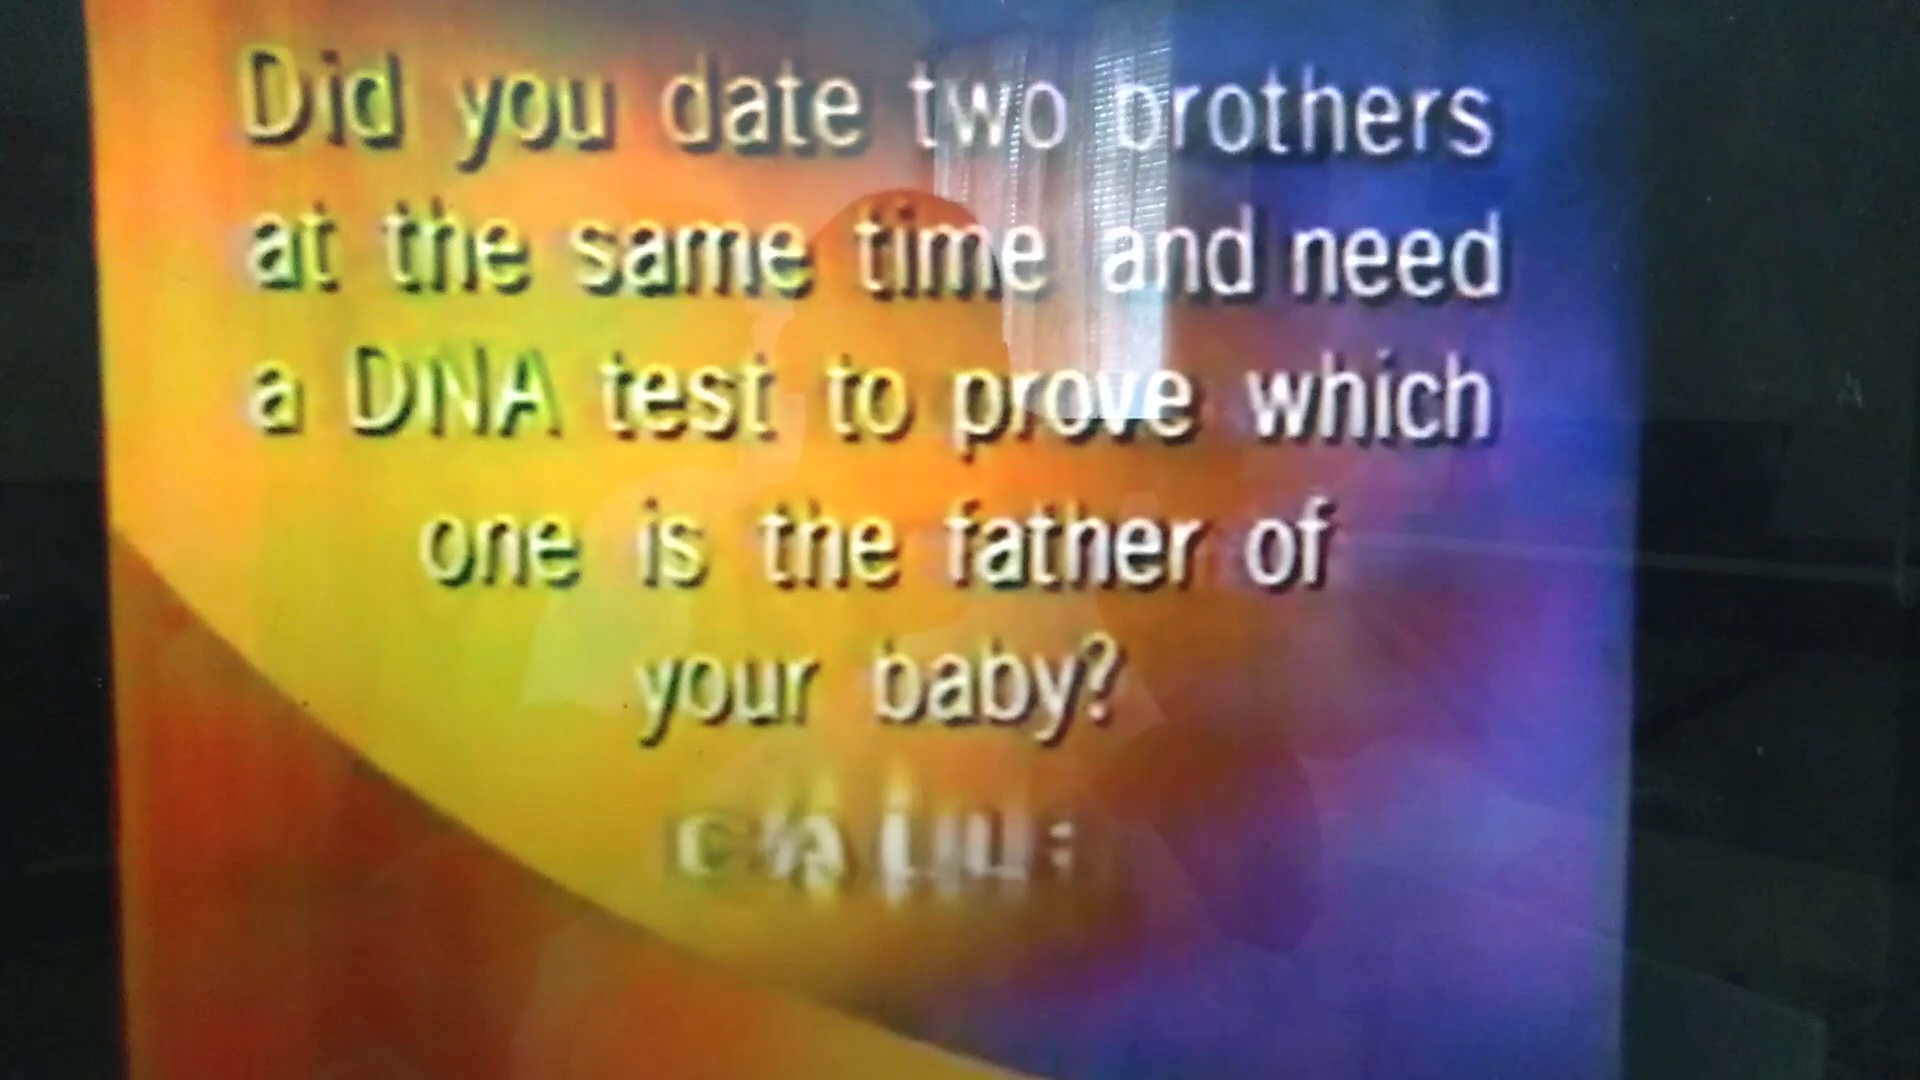 Did you date two brothers
at the same time and need
a DNA test to prove which
one is the father of
your baby?